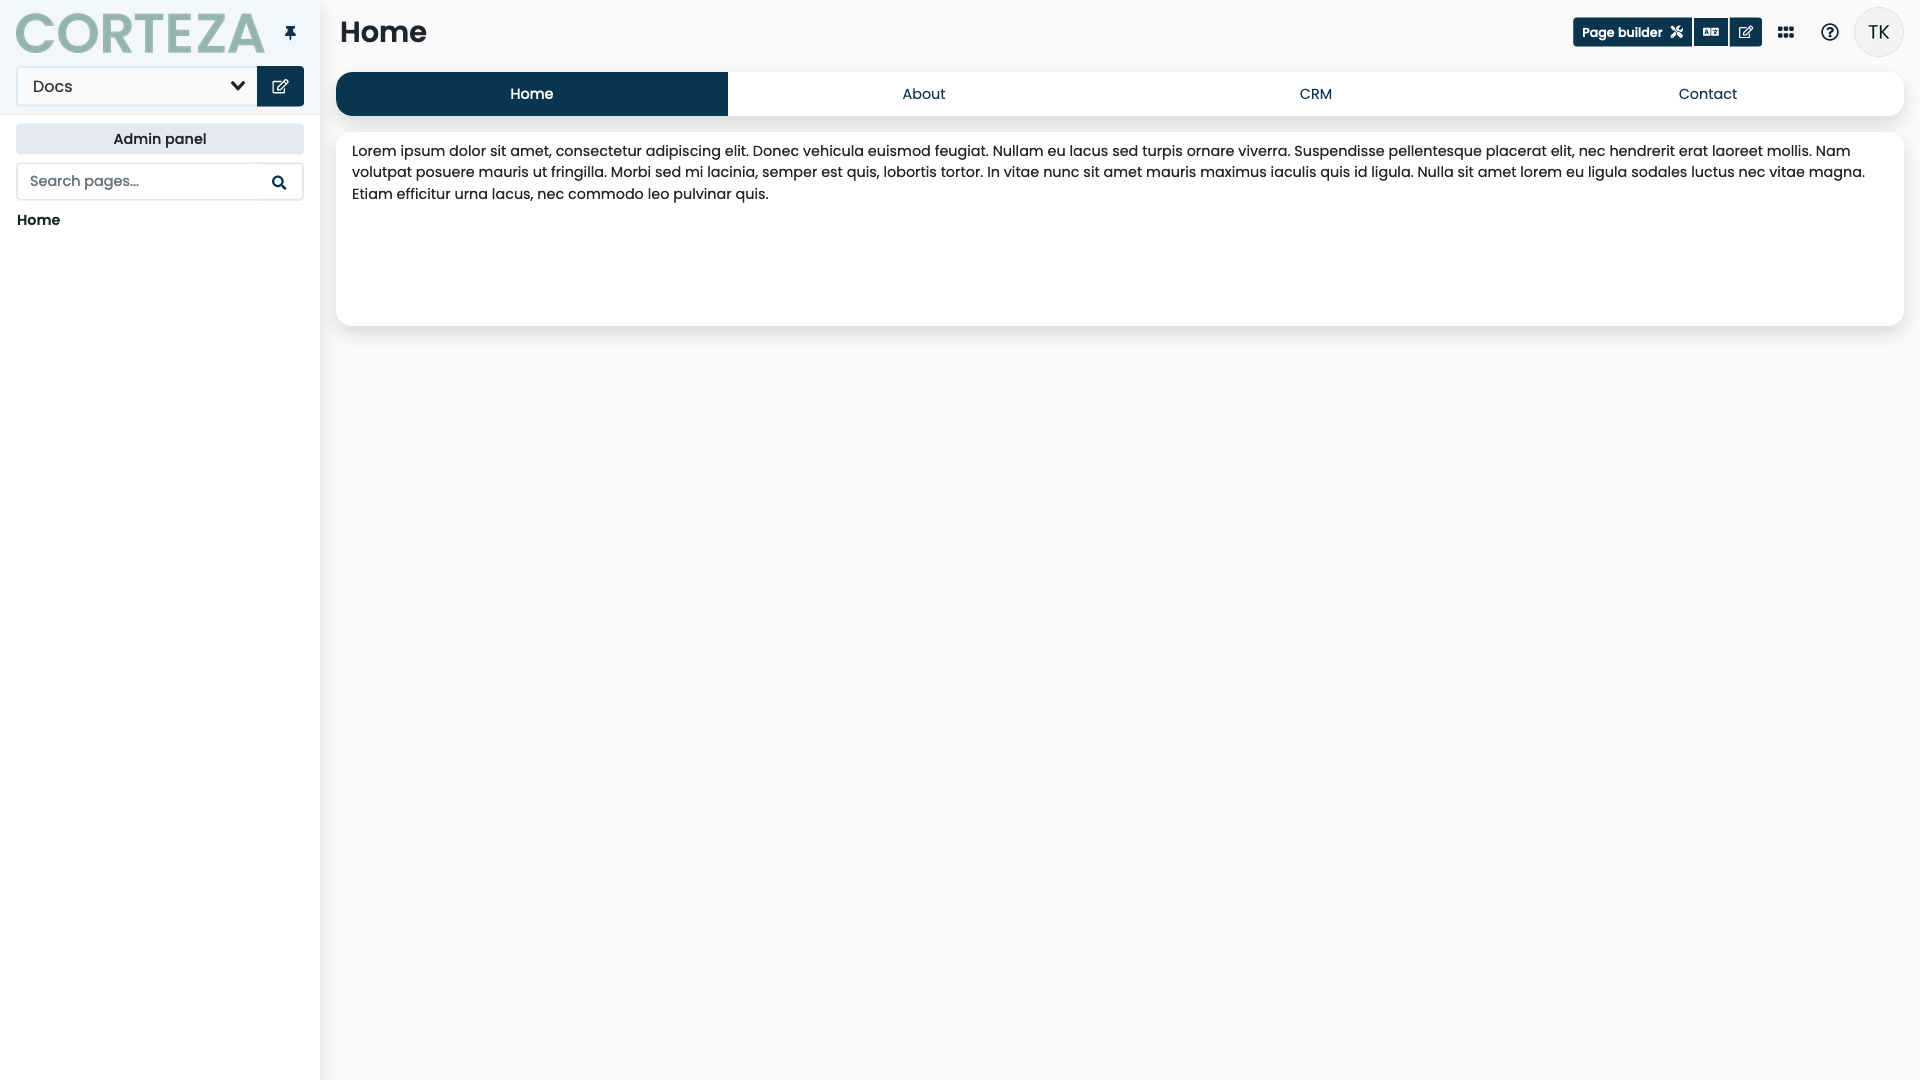 CORTEZA
Docs
Admin panel
Search pages...
Home
Home
Page builder
TK
Home
About
CRM
Contact
Lorem ipsum dolor sit amet, consectetur adipiscing elit. Donec vehicula euismod feugiat. Nullam eu lacus sed turpis ornare viverra. Suspendisse pellentesque placerat elit, nec hendrerit erat laoreet mollis. Nam
volutpat posuere mauris ut fringilla. Morbi sed mi lacinia, semper est quis, lobortis tortor. In vitae nunc sit amet mauris maximus iaculis quis id ligula. Nulla sit amet lorem eu ligula sodales luctus nec vitae magna.
Etiam efficitur urna lacus, nec commodo leo pulvinar quis.